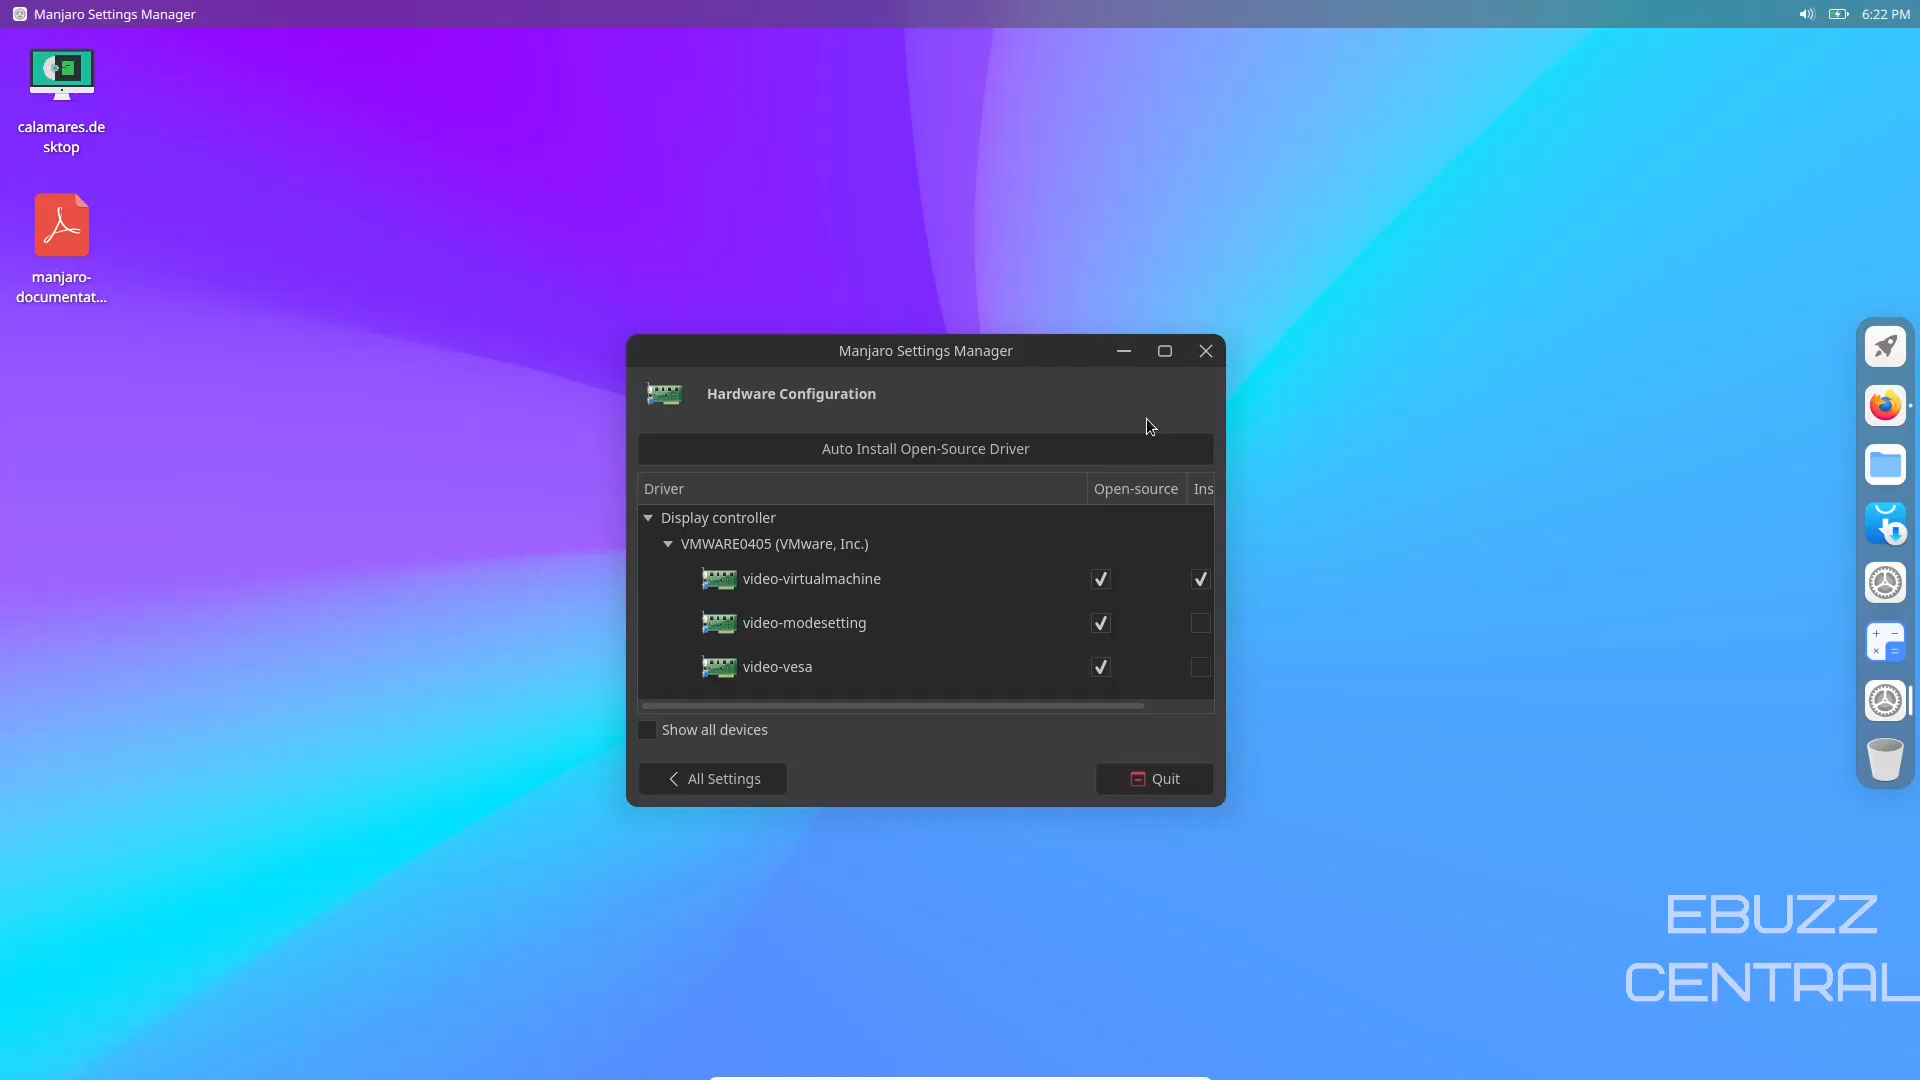 Manjaro Settings Manager
6:22 PM
calamares.de
sktop
manjaro-
documentat...
Manjaro Settings Manager
Hardware Configuration
Auto Install Open-Source Driver
Driver Open-source Ins
Display controller
VMWARE0405 (VMware, Inc.)
video-virtualmachine
video-modesetting
video-vesa
Show all devices
All Settings
Quit
EBUZZ
CENTRAL